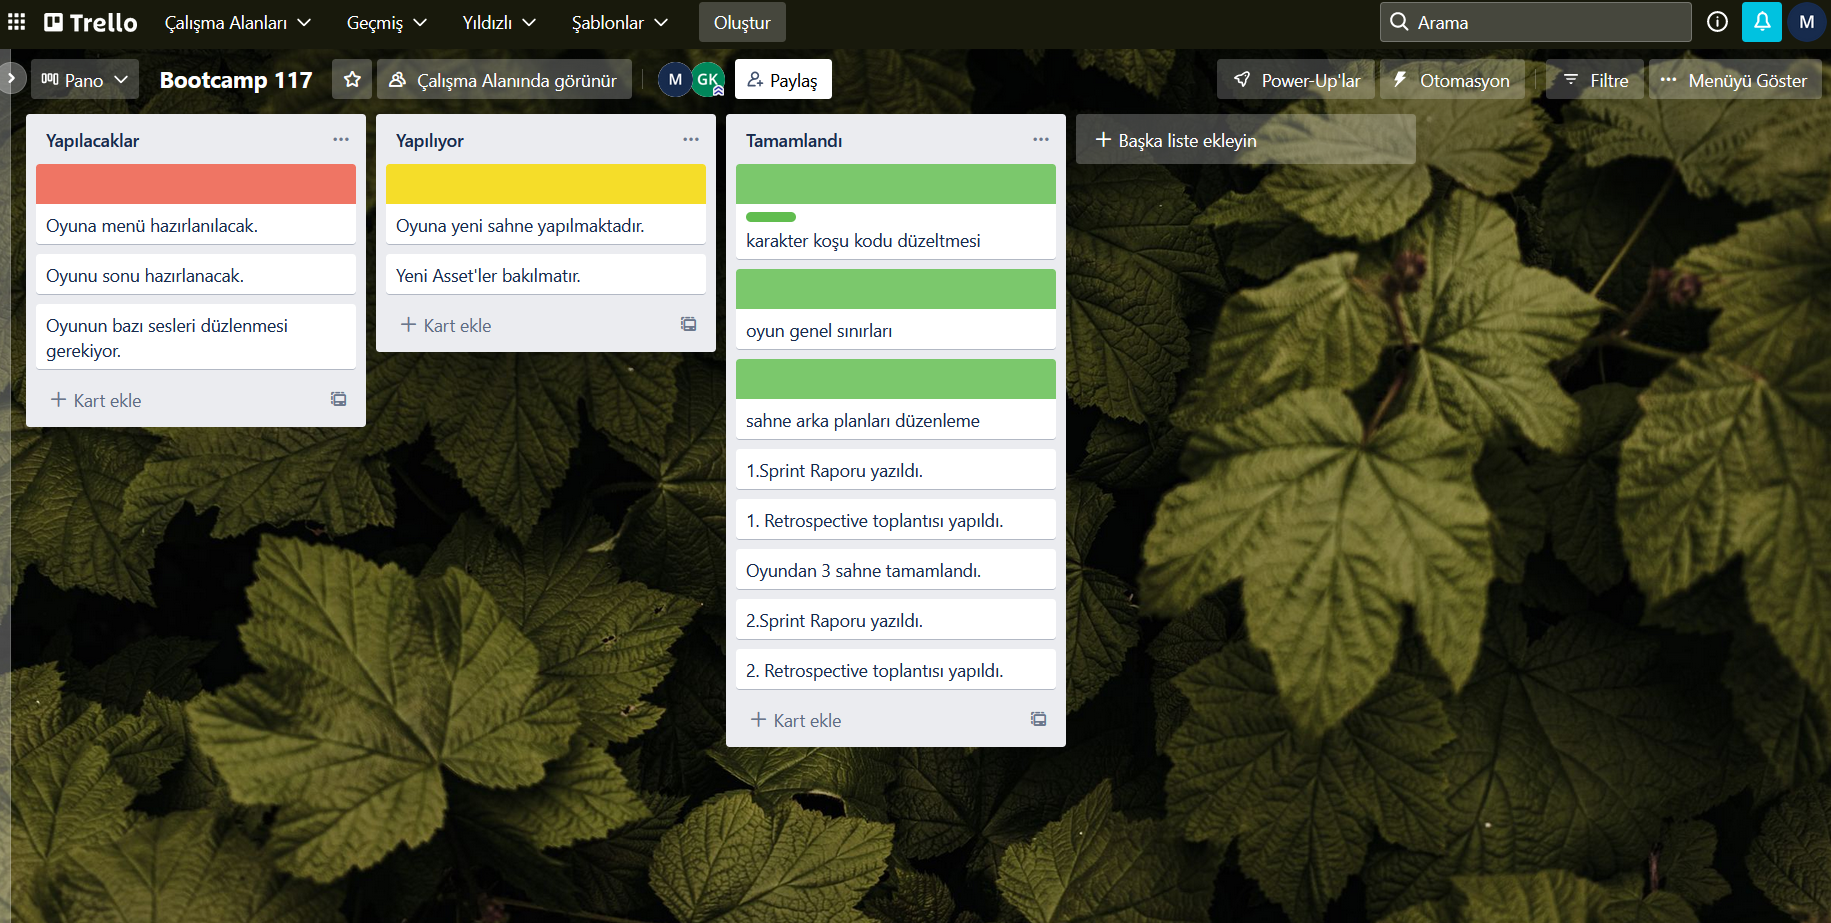 Trello
Çalışma Alanları
Geçmiş
Yıldızlı
Şablonlar
Oluştur
Arama
M
Pano
Bootcamp 117
Çalışma Alanında görünür
M
GK
Paylaş
Power-Up'lar
Otomasyon
Filtre
Menüyü Göster
Yapılacaklar
Oyuna menü hazırlanılacak.
Oyunu sonu hazırlanacak.
Oyunun bazı sesleri düzlenmesi
gerekiyor.
Kart ekle
Yapılıyor
Oyuna yeni sahne yapılmaktadır.
Yeni Asset'ler bakılmatır.
Kart ekle
Tamamlandı
karakter koşu kodu düzeltmesi
oyun genel sınırları
sahne arka planları düzenleme
1.Sprint Raporu yazıldı.
1. Retrospective toplantısı yapıldı.
Oyundan 3 sahne tamamlandı.
2.Sprint Raporu yazıldı.
2. Retrospective toplantısı yapıldı.
Kart ekle
Başka liste ekleyin